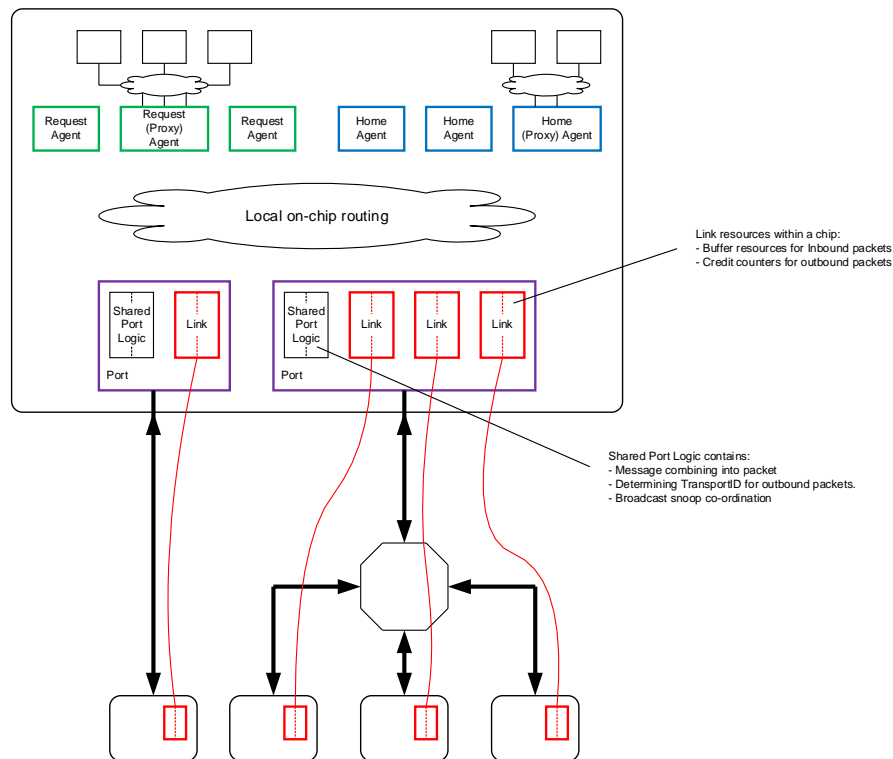 Request
Agent
Request
(Proxy)
Agent
Request
Agent
Home
Agent
Home
Agent
Home
(Proxy) Agent
Local on-chip routing
Link resources within a chip:
- Buffer resources for Inbound packets
- Credit counters for outbound packets
Shared
Port
Logic
Link
Port
Shared
Port
Logic
Link
Link
Link
Port
Shared Port Logic contains:
- Message combining into packet
- Determining TransportID for outbound packets.
- Broadcast snoop co-ordination